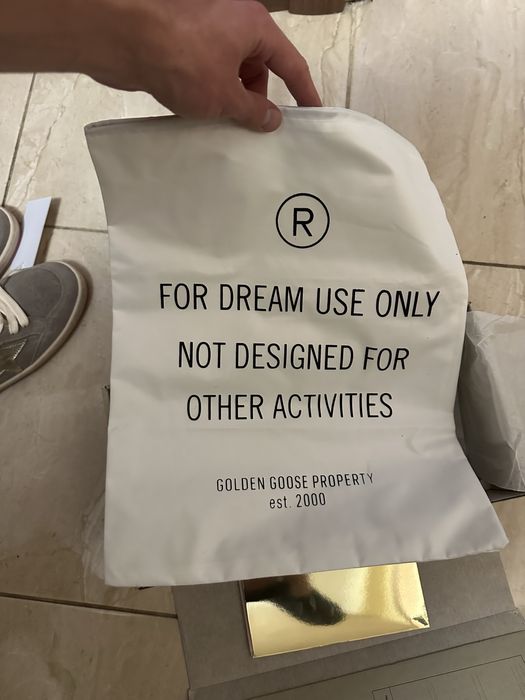 R
FOR DREAM USE ONLY
NOT DESIGNED FOR
OTHER ACTIVITIES
GOLDEN GOOSE PROPERTY
est. 2000